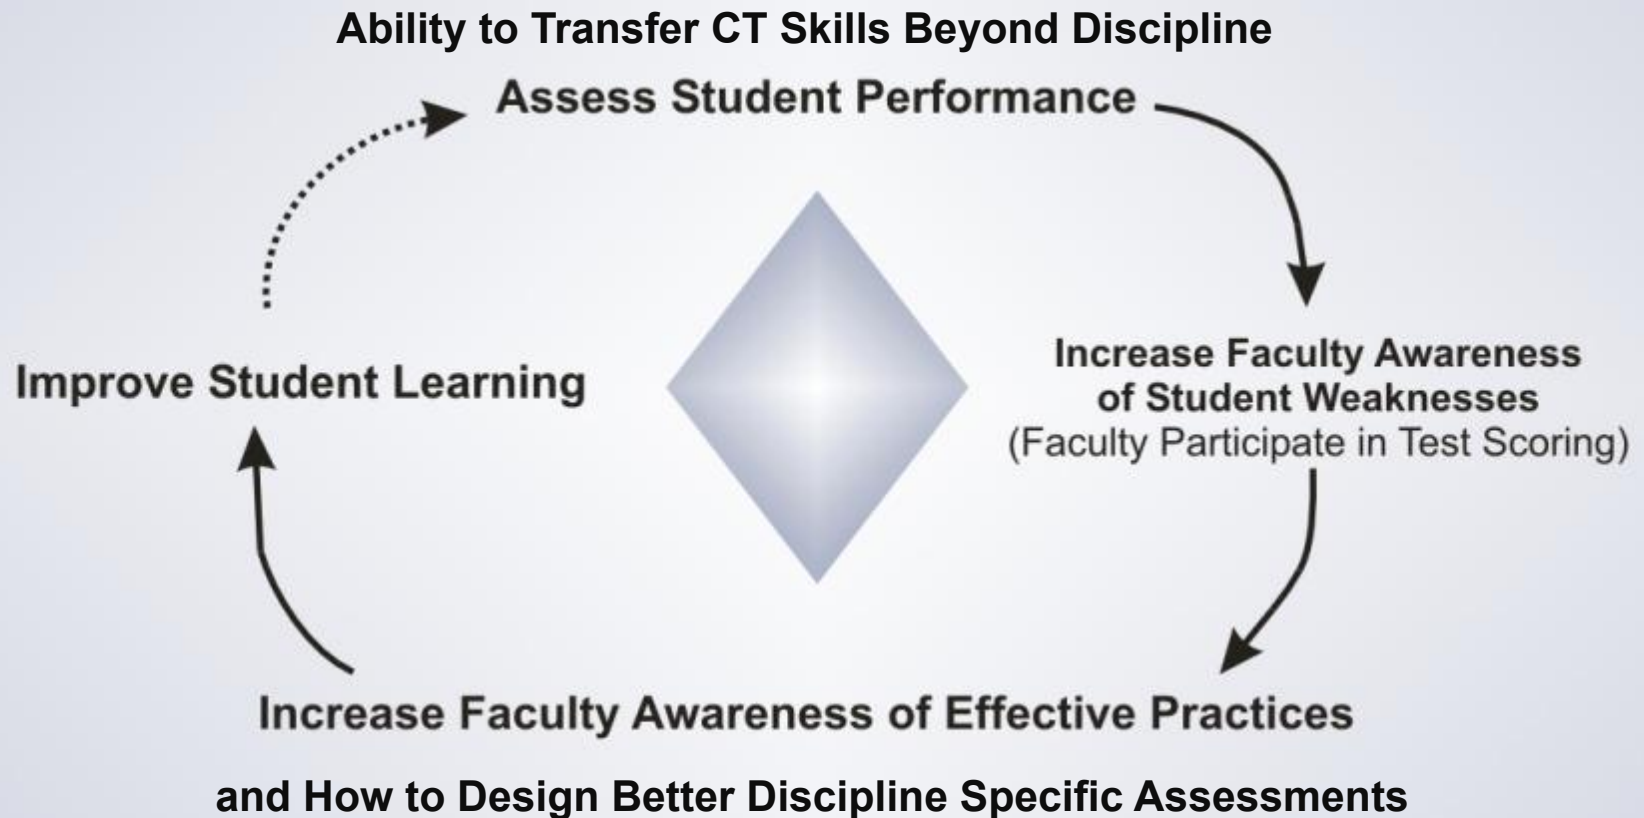 Ability to Transfer CT Skills Beyond Discipline
Assess Student Performance
Increase Faculty Awareness
of Student Weaknesses
(Faculty Participate in Test Scoring)
Improve Student Learning
Increase Faculty Awareness of Effective Practices
and How to Design Better Discipline Specific Assessments